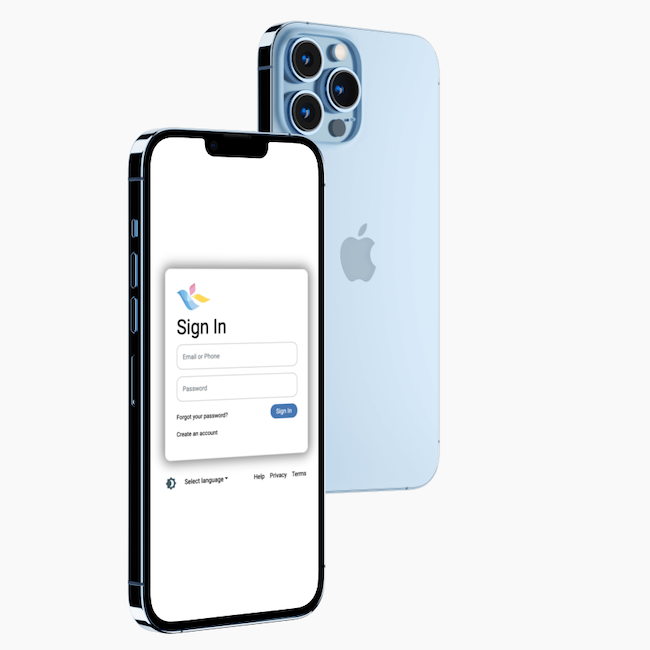 Sign In
Email or Phone
Password
Forgot your password?
Sign In
Create an account
Select language
Help Privacy Terms